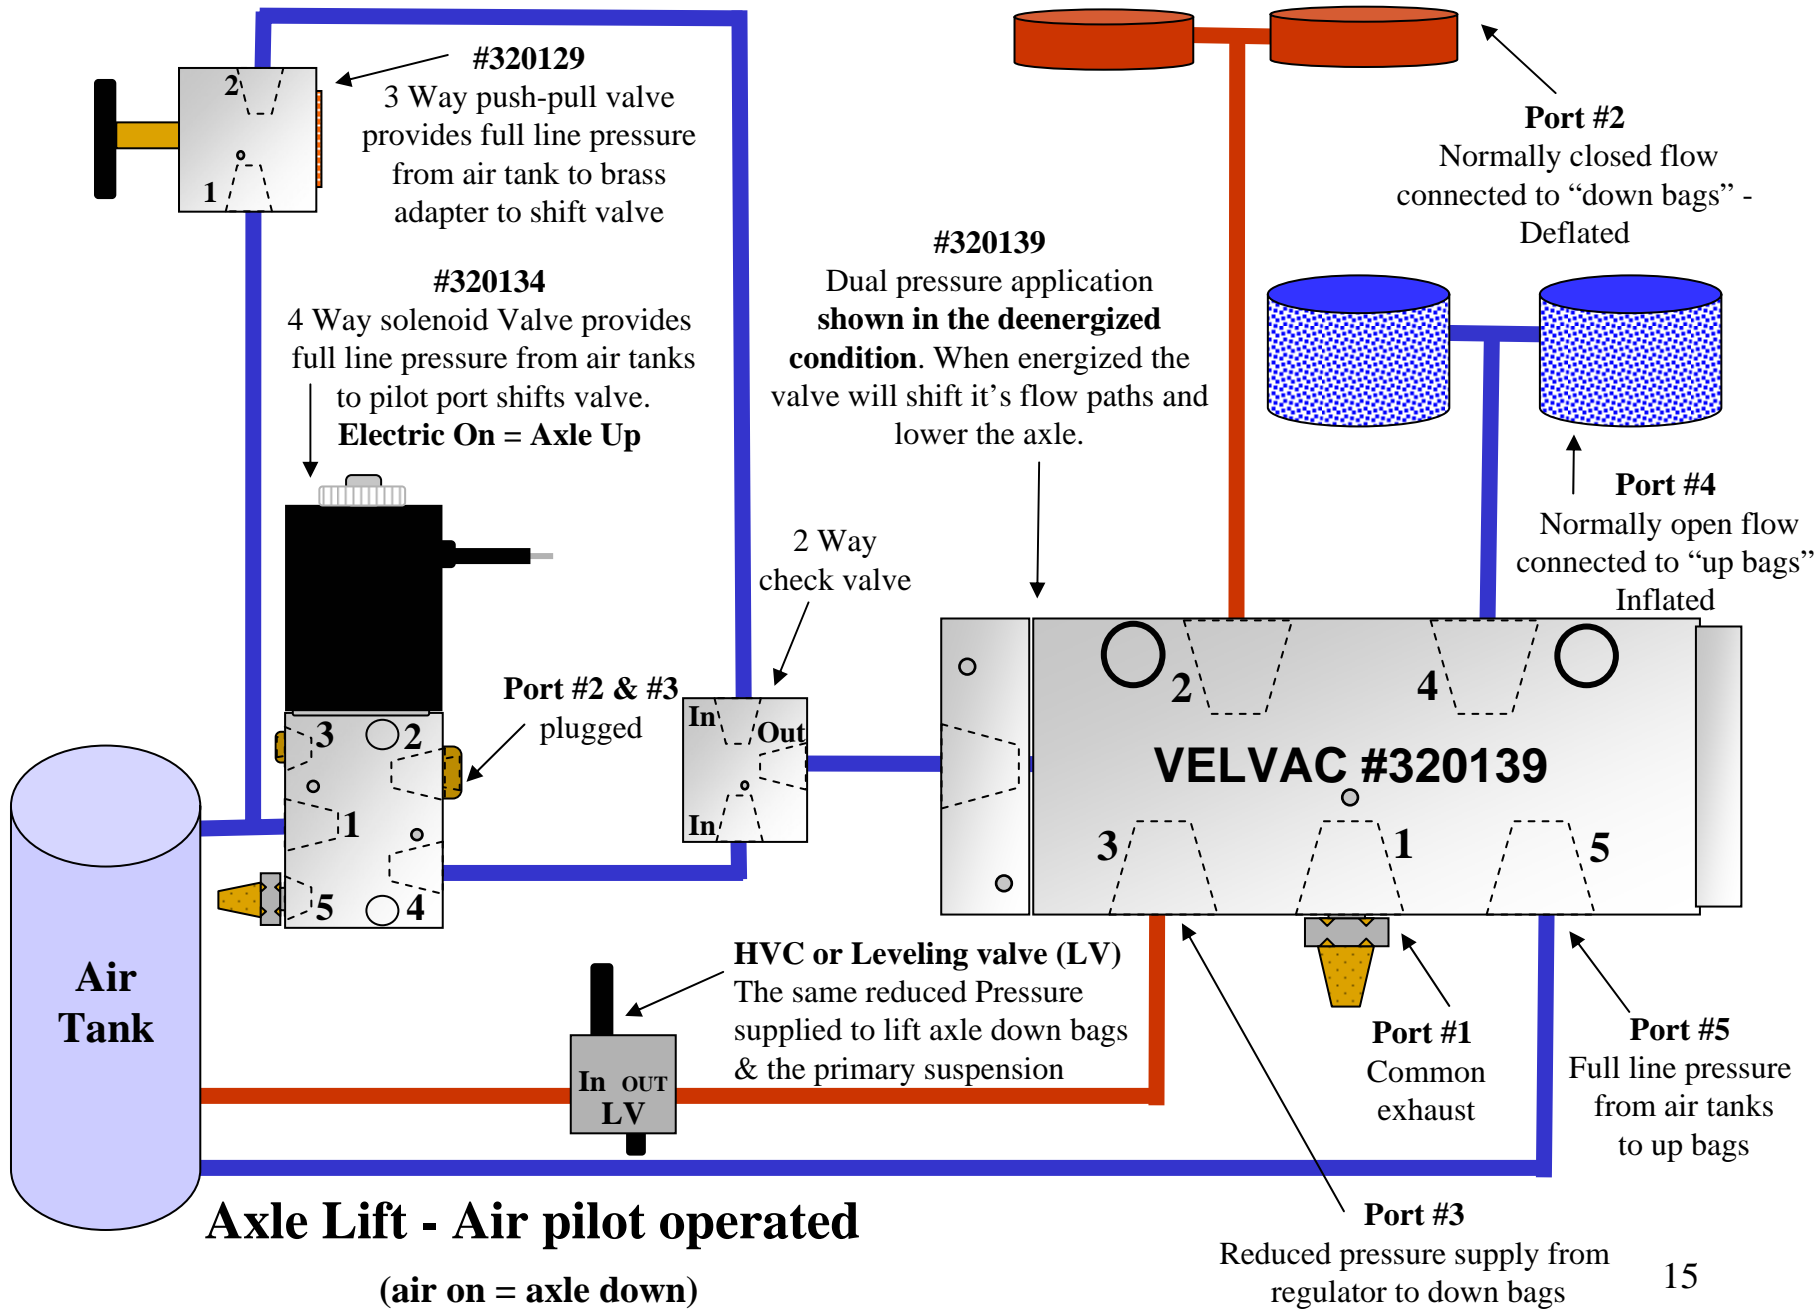 #320129
3 Way push-pull valve
provides full line pressure
from air tank to brass
adapter to shift valve
2
1
#320134
4 Way solenoid Valve provides
full line pressure from air tanks
to pilot port shifts valve.
Electric On = Axle Up
#320139
Dual pressure application
shown in the deenergized
condition. When energized the
valve will shift it's flow paths and
lower the axle.
Port #2
Normally closed flow
connected to “down bags” -
Deflated
Port #4
Normally open flow
connected to “up bags”
Inflated
2 Way
check valve
Port #2 & #3
plugged
3
2
1
5
4
In
Out
In
2
4
VELVAC #320139
3
1
5
Air
Tank
HVC or Leveling valve (LV)
The same reduced Pressure
supplied to lift axle down bags
& the primary suspension
In OUT
LV
Port #1
Common
exhaust
Port #5
Full line pressure
from air tanks
to up bags
Port #3
Reduced pressure supply from
regulator to down bags
Axle Lift - Air pilot operated
(air on = axle down)
15